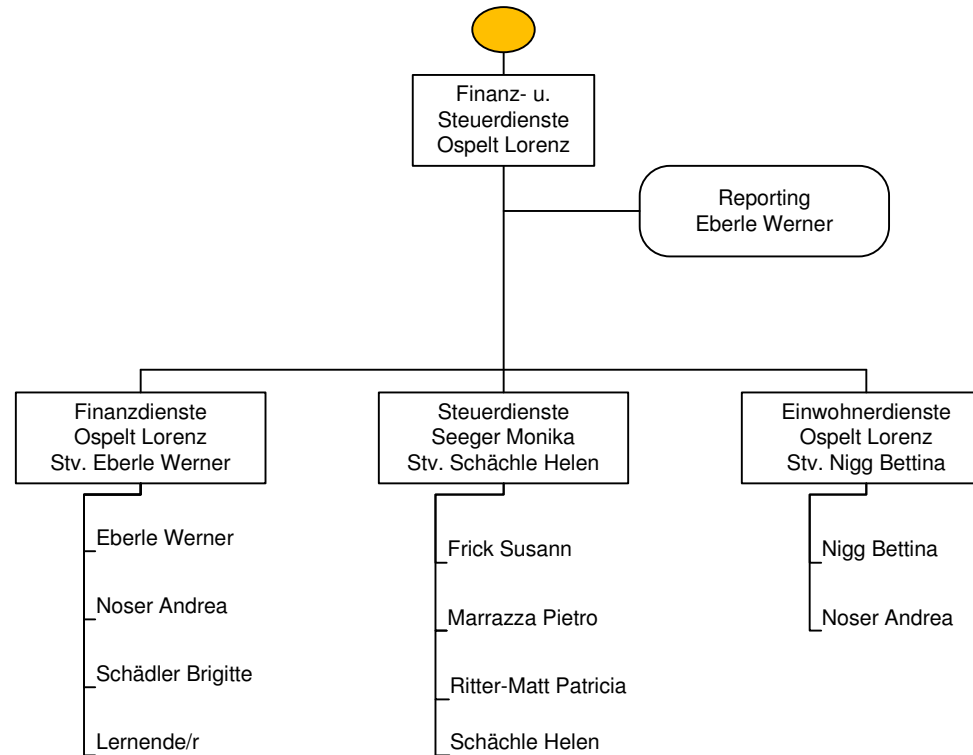 Finanz- u.
Steuerdienste
Ospelt Lorenz
Reporting
Eberle Werner
Finanzdienste
Ospelt Lorenz
Stv. Eberle Werner
Steuerdienste
Seeger Monika
Stv. Schächle Helen
Einwohnerdienste
Ospelt Lorenz
Stv. Nigg Bettina
Eberle Werner
Noser Andrea
Schädler Brigitte
Lernende/r
Frick Susann
Marrazza Pietro
Ritter-Matt Patricia
Schächle Helen
Nigg Bettina
Noser Andrea